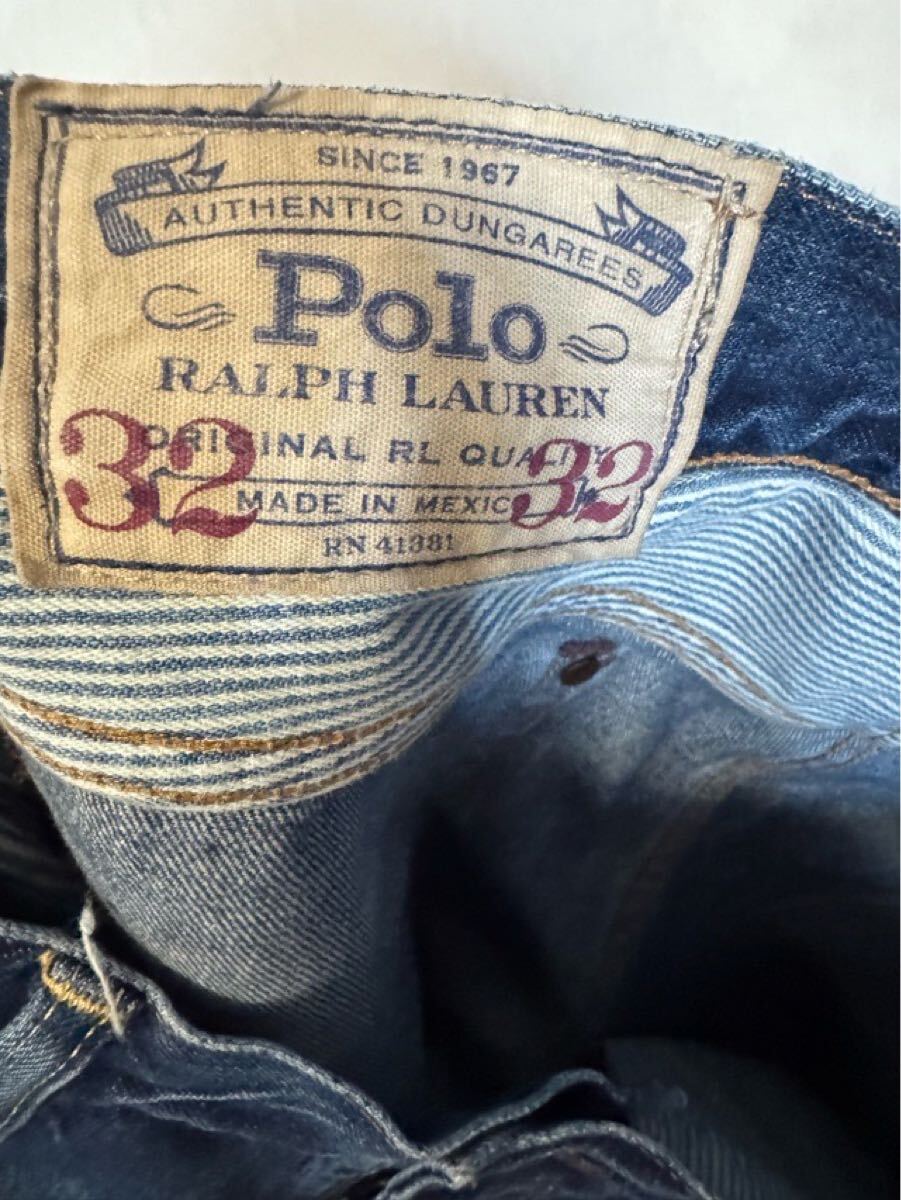 SINCE 1967
AUTHENTIC DUNGAREES
Polo
RALPH LAUREN
ORIGINAL RL QUALITY
32 32
MADE IN MEXICO
RN 41381